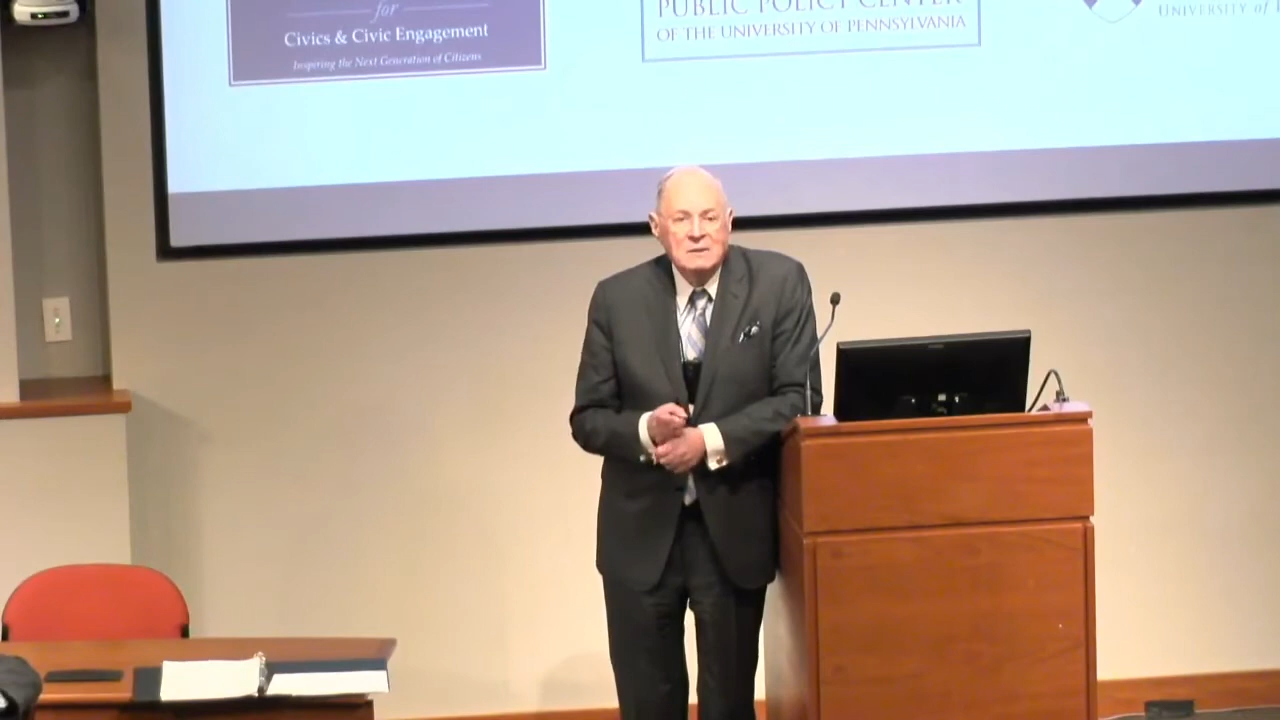 for
Civics & Civic Engagement
Inspiring the Next Generation of Citizens
PUBLIC POLICY CENTER
OF THE UNIVERSITY OF PENNSYLVANIA
UNIVERSITY of